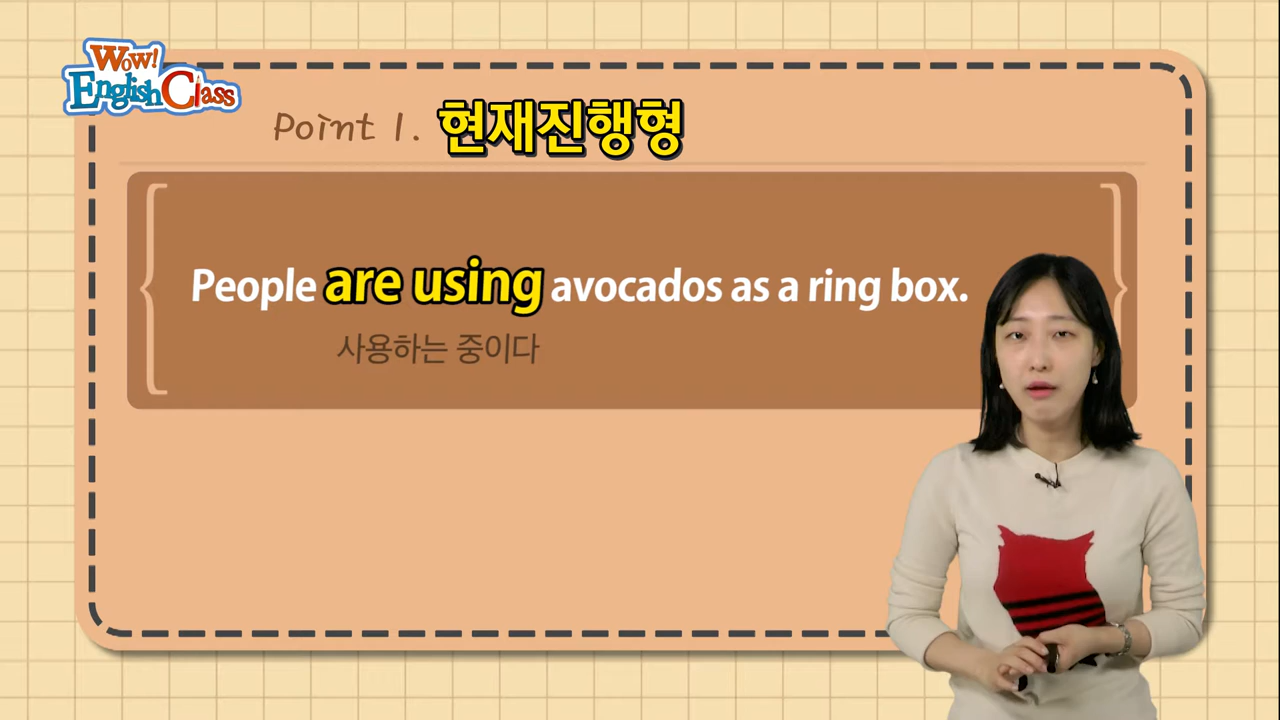 Wow!
English Class
Point 1. 현재진행형
People are using avocados as a ring box.
사용하는 중이다